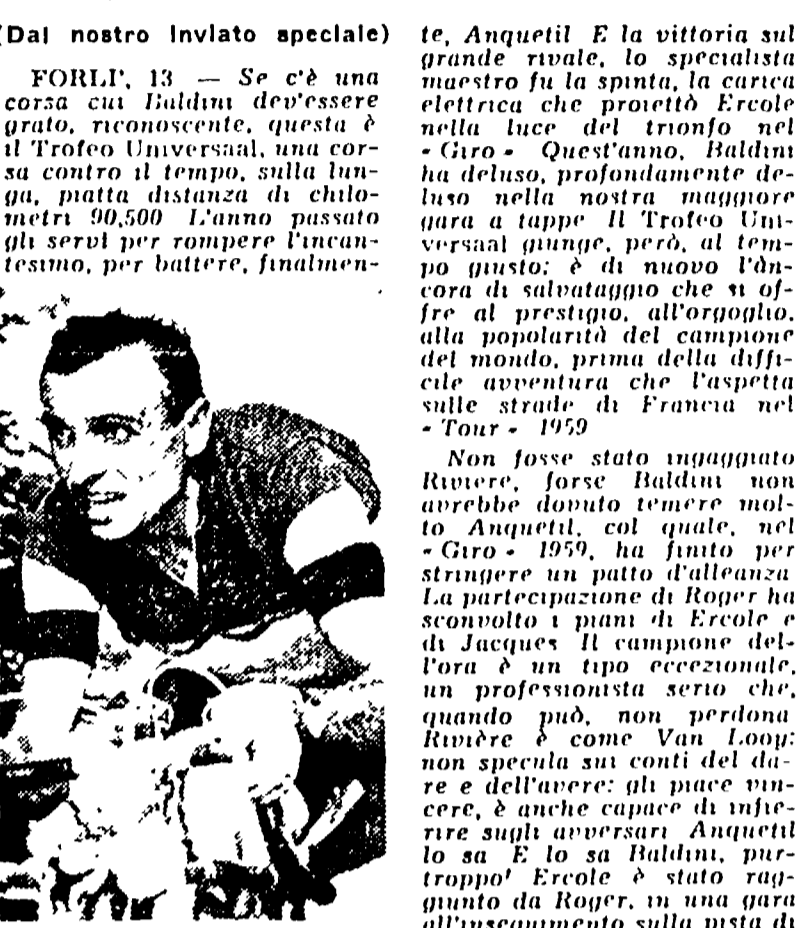 (Dal nostro inviato speciale)
FORLI', 13 — Se c'è una
corsa cui Baldini dev'essere
grato, riconoscente, questa è
il Trofeo Universaal, una cor-
sa contro il tempo, sulla lun-
ga, piatta distanza di chilo-
metri 90,500 L'anno passato
gli servì per rompere l'incan-
tesimo, per battere, finalmen-
te, Anquetil E la vittoria sul
grande rivale, lo specialista
maestro fu la spinta, la carica
elettrica che proiettò Ercole
nella luce del trionfo nel
- Giro - Quest'anno, Baldini
ha deluso, profondamente de-
luso nella nostra maggiore
gara a tappe Il Trofeo Uni-
versaal giunge, però, al tem-
po giusto: è di nuovo l'àn-
cora di salvataggio che si of-
fre al prestigio, all'orgoglio,
alla popolarità del campione
del mondo, prima della diffi-
cile avventura che l'aspetta
sulle strade di Francia nel
- Tour - 1959
Non fosse stato ingaggiato
Riviere, forse Baldini non
avrebbe dovuto temere mol-
to Anquetil, col quale, nel
- Giro - 1959, ha finito per
stringere un patto d'alleanza
La partecipazione di Roger ha
sconvolto i piani di Ercole e
di Jacques Il campione del-
l'ora è un tipo eccezionale,
un professionista serio che,
quando può, non perdona
Rivière è come Van Looy:
non specula sui conti del da-
re e dell'avere: gli piace vin-
cere, è anche capace di infie-
rire sugli avversari Anquetil
lo sa E lo sa Baldini, pur-
troppo! Ercole è stato rag-
giunto da Roger, in una gara
all'inseguimento sulla pista di